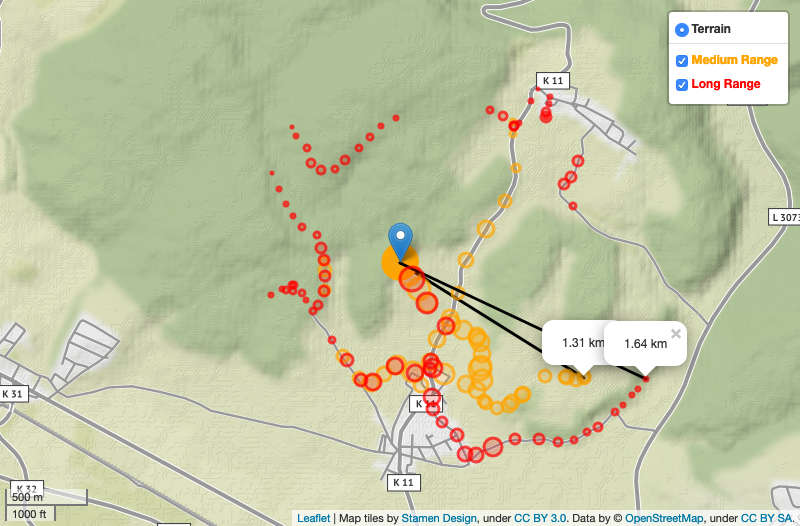 Terrain
Medium Range
Long Range
K 11
L 3073
1.31 km
1.64 km
×
K 31
K 11
K 32
500 m
1000 ft
Leaflet | Map tiles by Stamen Design, under CC BY 3.0. Data by © OpenStreetMap, under CC BY SA.